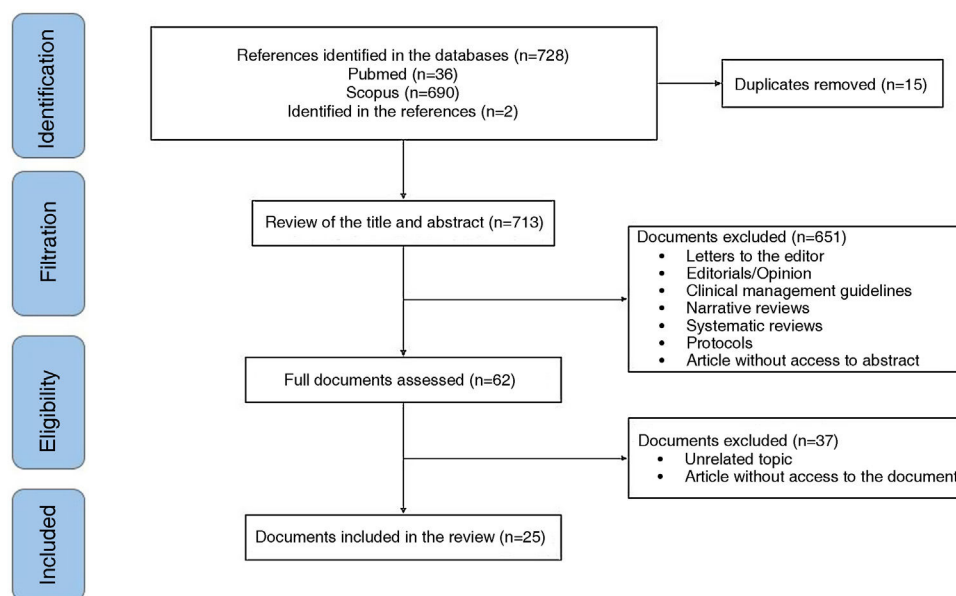 Identification
References identified in the databases (n=728)
Pubmed (n=36)
Scopus (n=690)
Identified in the references (n=2)
Duplicates removed (n=15)
Filtration
Review of the title and abstract (n=713)
Documents excluded (n=651)
• Letters to the editor
• Editorials/Opinion
• Clinical management guidelines
• Narrative reviews
• Systematic reviews
• Protocols
• Article without access to abstract
Eligibility
Full documents assessed (n=62)
Documents excluded (n=37)
• Unrelated topic
• Article without access to the document
Included
Documents included in the review (n=25)